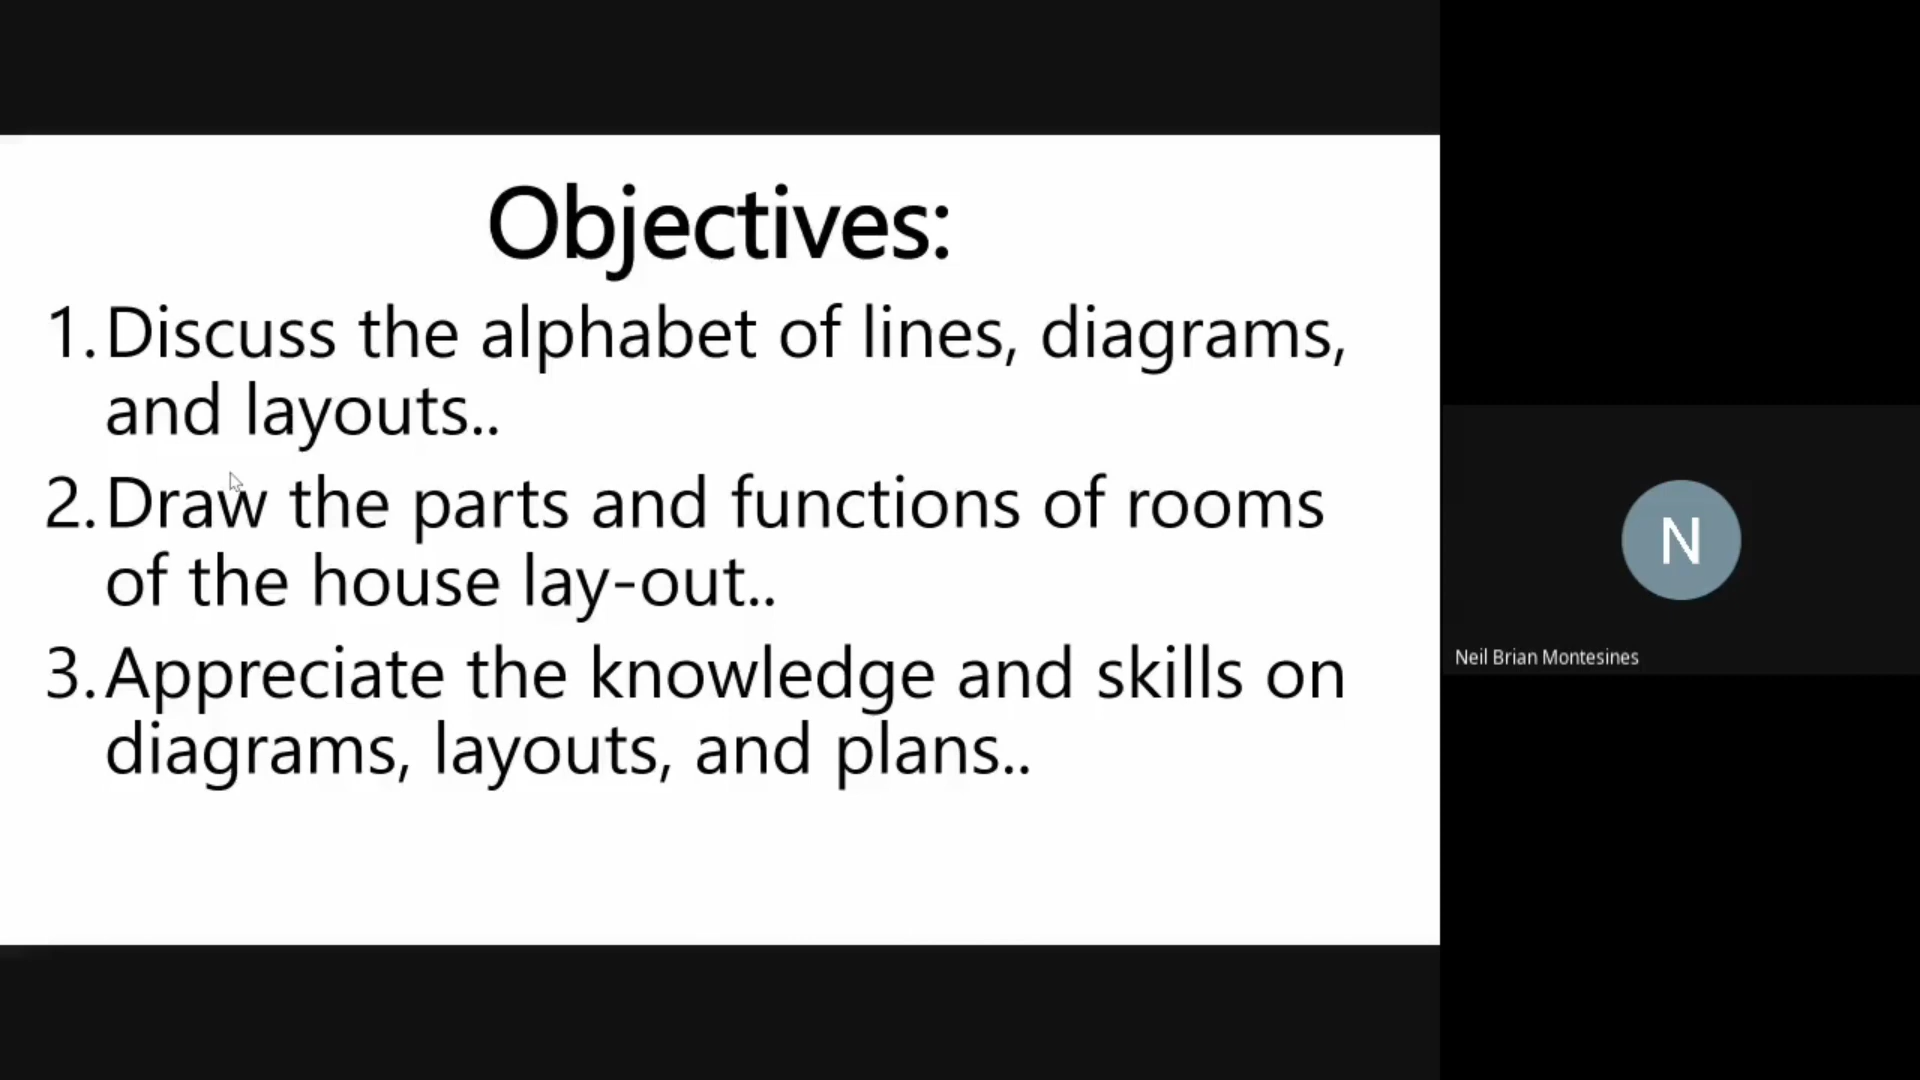 Objectives:
1. Discuss the alphabet of lines, diagrams,
and layouts..
2. Draw the parts and functions of rooms
of the house lay-out..
3. Appreciate the knowledge and skills on
diagrams, layouts, and plans..
N
Neil Brian Montesines